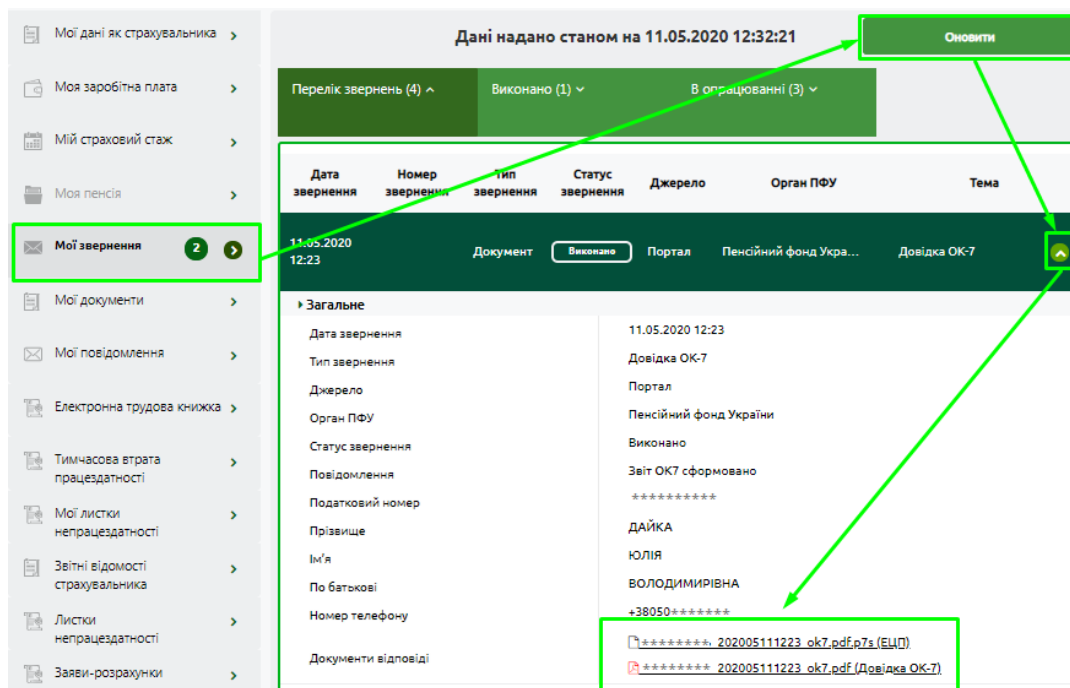 Мої дані як страхувальника
Моя заробітна плата
Мій страховий стаж
Моя пенсія
Мої звернення 2
Мої документи
Мої повідомлення
Електронна трудова книжка
Тимчасова втрата
працездатності
Мої листки
непрацездатності
Звітні відомості
страхувальника
Листки
непрацездатності
Заяви-розрахунки
Дані надано станом на 11.05.2020 12:32:21
Оновити
Перелік звернень (4)
Виконано (1)
В опрацюванні (3)
Дата звернення
Номер звернення
Тип звернення
Статус звернення
Джерело
Орган ПФУ
Тема
11.05.2020
12:23
Документ
Виконано
Портал
Пенсійний фонд Укра...
Довідка ОК-7
Загальне
Дата звернення 11.05.2020 12:23
Тип звернення Довідка ОК-7
Джерело Портал
Орган ПФУ Пенсійний фонд України
Статус звернення Виконано
Повідомлення Звіт ОК7 сформовано
Податковий номер **********
Прізвище ДАЙКА
Ім'я ЮЛІЯ
По батькові ВОЛОДИМИРІВНА
Номер телефону +38050*******
Документи відповіді
********, 202005111223_ok7.pdf.p7s (ЕЦП)
********_202005111223_ok7.pdf (Довідка ОК-7)